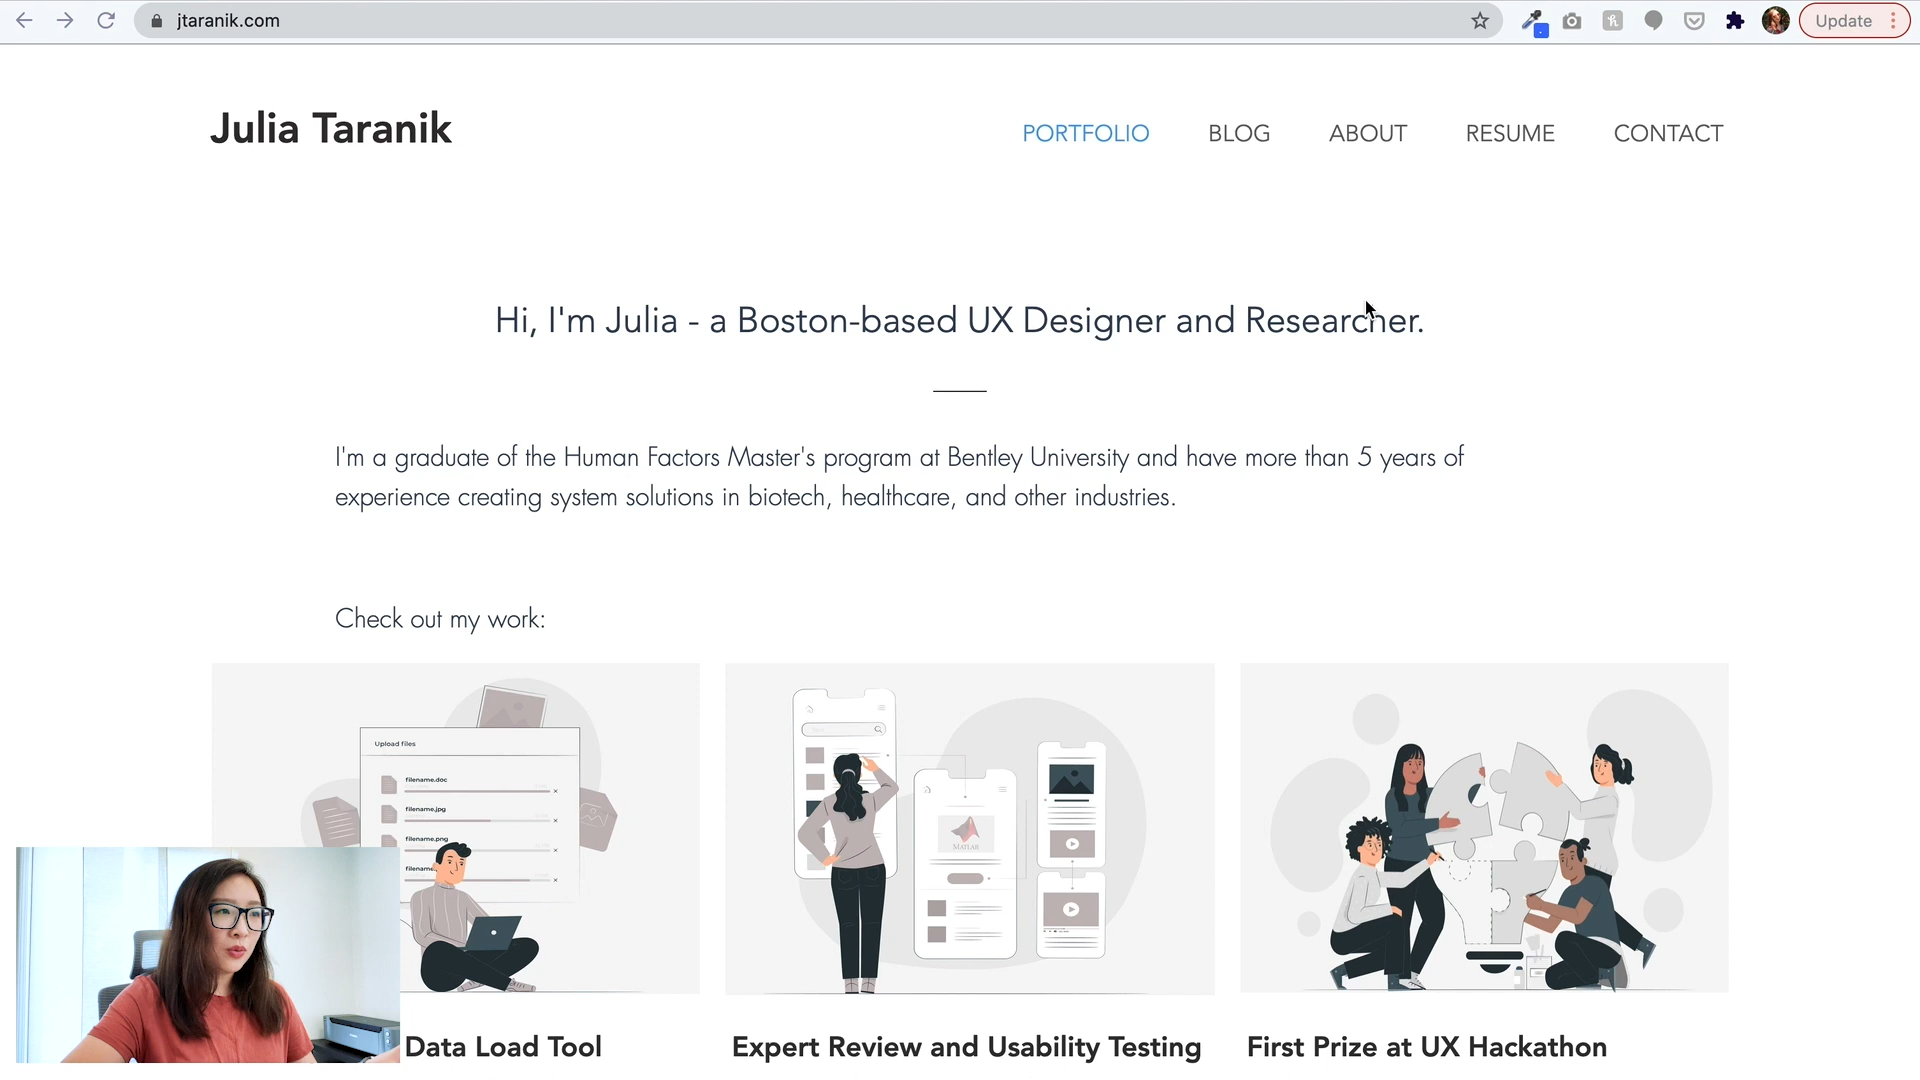 jtaranik.com
Update
Julia Taranik
PORTFOLIO BLOG ABOUT RESUME CONTACT
Hi, I'm Julia - a Boston-based UX Designer and Researcher.
I'm a graduate of the Human Factors Master's program at Bentley University and have more than 5 years of
experience creating system solutions in biotech, healthcare, and other industries.
Check out my work:
Upload files
filename.doc
filename.jpg
filename.png
filename.
MATLAB
Data Load Tool
Expert Review and Usability Testing
First Prize at UX Hackathon